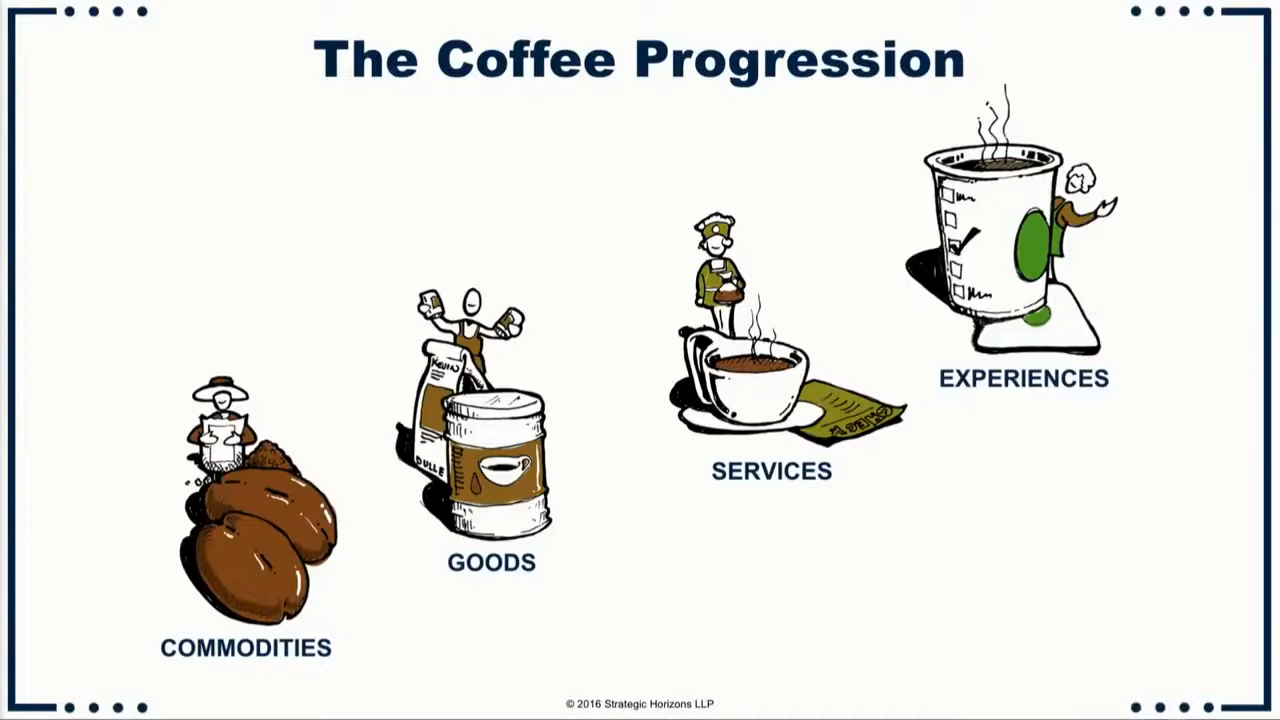 The Coffee Progression
EXPERIENCES
SERVICES
GOODS
COMMODITIES
© 2016 Strategic Horizons LLP